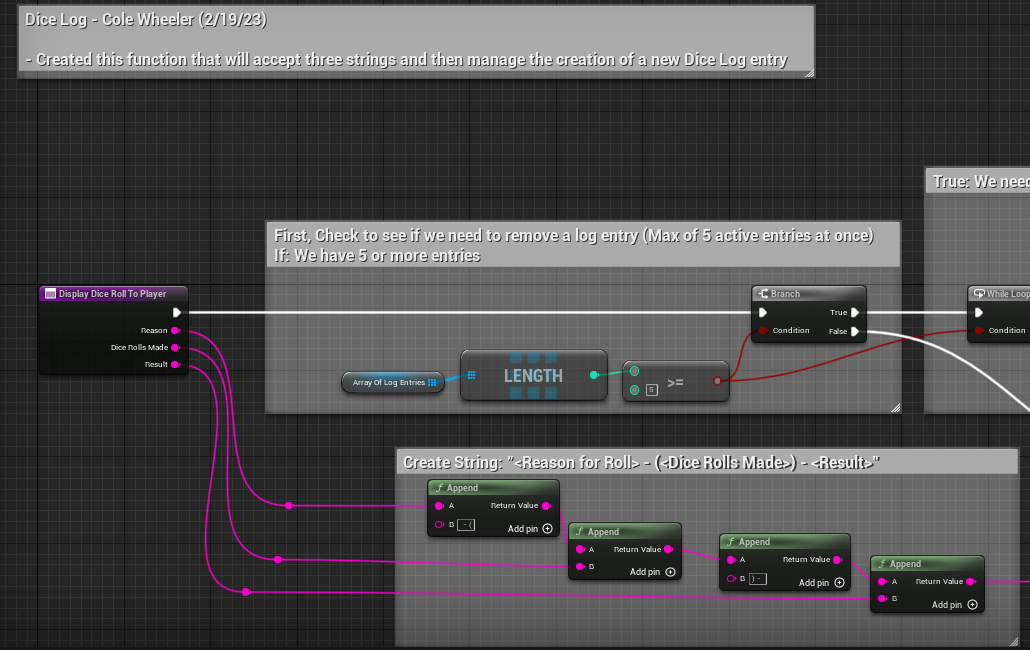 Dice Log - Cole Wheeler (2/19/23)
- Created this function that will accept three strings and then manage the creation of a new Dice Log entry
True: We need
First, Check to see if we need to remove a log entry (Max of 5 active entries at once)
If: We have 5 or more entries
Display Dice Roll To Player
Reason
Dice Rolls Made
Result
Branch
True
Condition
False
While Loop
Condition
Array Of Log Entries
LENGTH
5
>=
Create String: "<Reason for Roll> - (<Dice Rolls Made>) - <Result>"
Append
A
Return Value
B
- (
Add pin
Append
A
Return Value
B
Add pin
Append
A
Return Value
B
) -
Add pin
Append
A
Return Value
B
Add pin